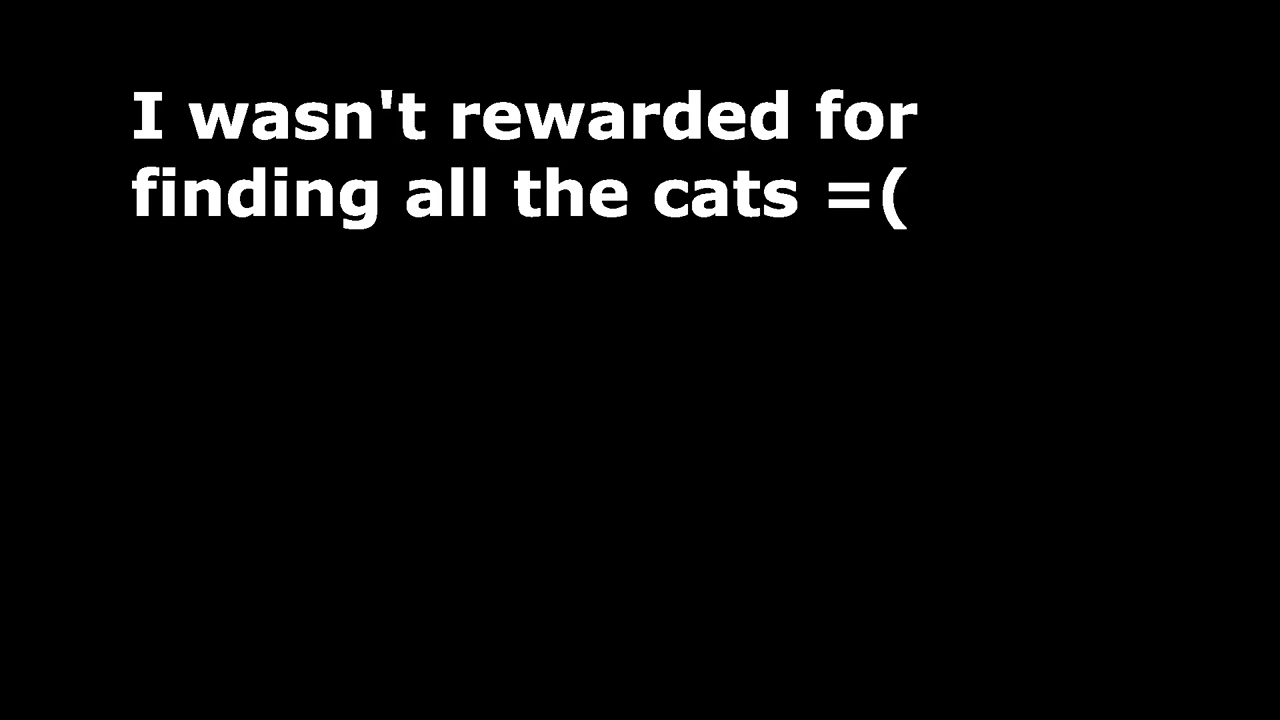 I wasn't rewarded for
finding all the cats =(